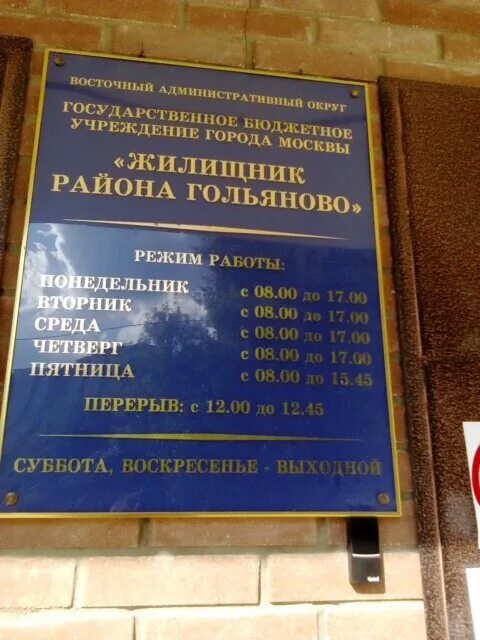 ВОСТОЧНЫЙ АДМИНИСТРАТИВНЫЙ ОКРУГ
ГОСУДАРСТВЕННОЕ БЮДЖЕТНОЕ
УЧРЕЖДЕНИЕ ГОРОДА МОСКВЫ
«ЖИЛИЩНИК
РАЙОНА ГОЛЬЯНОВО»
РЕЖИМ РАБОТЫ:
ПОНЕДЕЛЬНИК с 08.00 до 17.00
ВТОРНИК с 08.00 до 17.00
СРЕДА с 08.00 до 17.00
ЧЕТВЕРГ с 08.00 до 17.00
ПЯТНИЦА с 08.00 до 15.45
ПЕРЕРЫВ: с 12.00 до 12.45
СУББОТА, ВОСКРЕСЕНЬЕ - ВЫХОДНОЙ